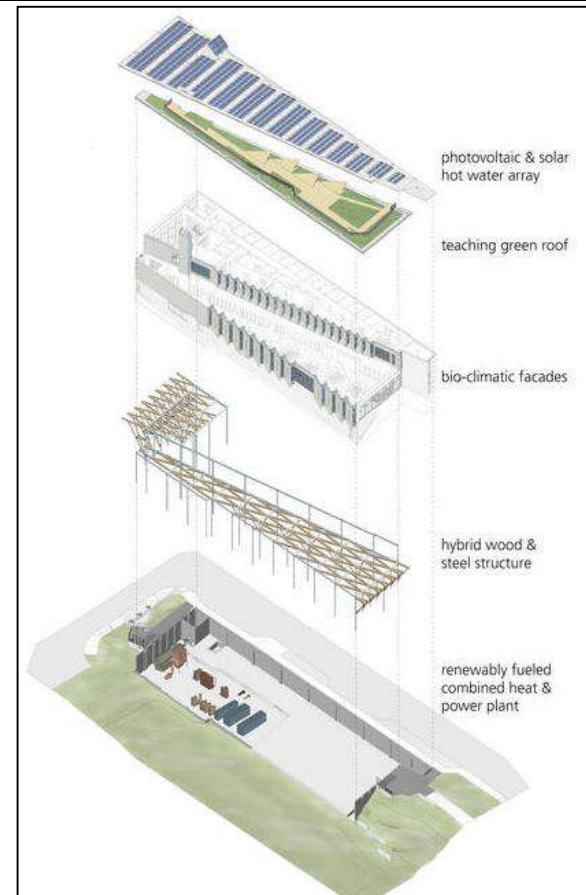 photovoltaic & solar
hot water array
teaching green roof
bio-climatic facades
hybrid wood &
steel structure
renewably fueled
combined heat &
power plant